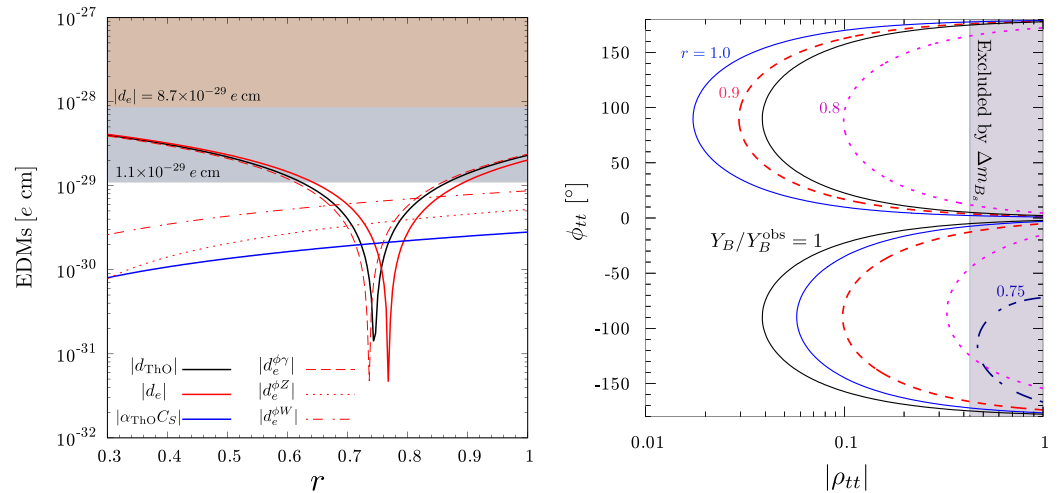 10⁻²⁷
10⁻²⁸
10⁻²⁹
10⁻³⁰
10⁻³¹
10⁻³²
EDMs [e cm]
|d_e| = 8.7×10⁻²⁹ e cm
1.1×10⁻²⁹ e cm
|d_ThO|
|d_e^{ϕγ}|
|d_e|
|d_e^{ϕZ}|
|α_ThO C_S|
|d_e^{ϕW}|
0.3 0.4 0.5 0.6 0.7 0.8 0.9 1
r
150
100
50
0
-50
-100
-150
ϕ_tt [°]
r = 1.0
0.9
0.8
Excluded by Δm_{B_s}
Y_B/Y_B^obs = 1
0.75
0.01 0.1 1
|ρ_tt|